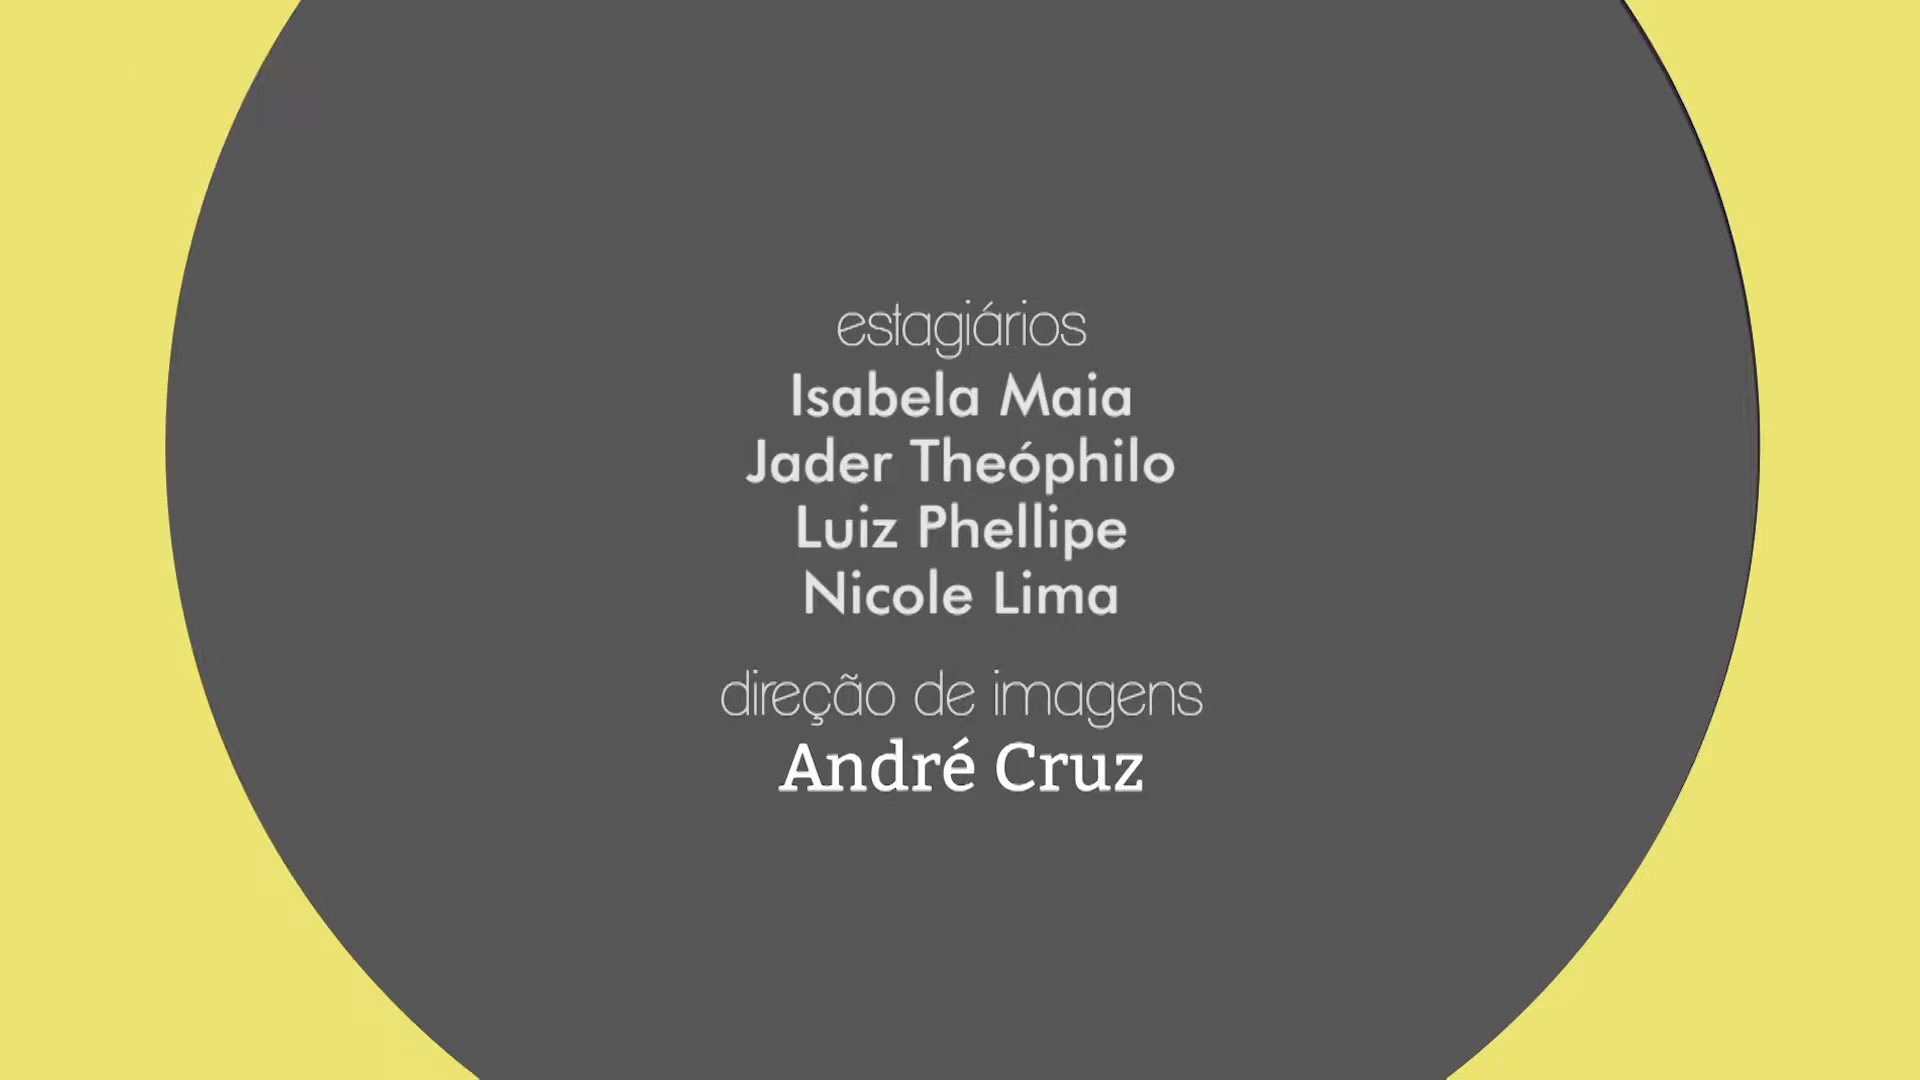 estagiários
Isabela Maia
Jader Theóphilo
Luiz Phellipe
Nicole Lima
direção de imagens
André Cruz